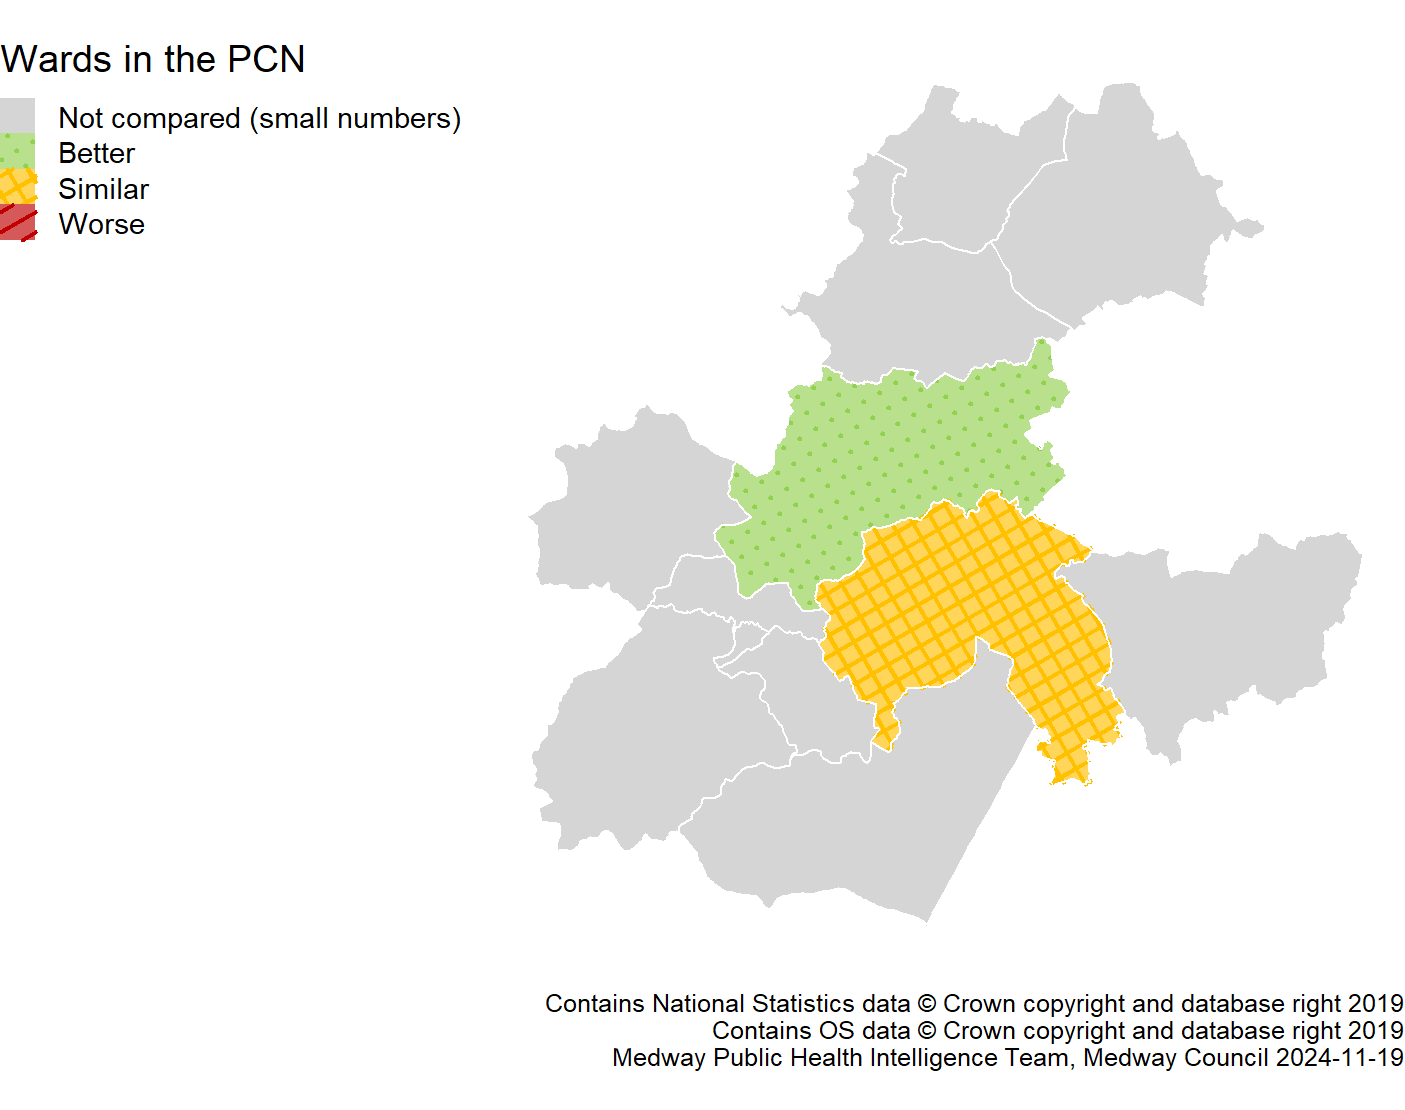 Wards in the PCN
Not compared (small numbers)
Better
Similar
Worse
Contains National Statistics data © Crown copyright and database right 2019
Contains OS data © Crown copyright and database right 2019
Medway Public Health Intelligence Team, Medway Council 2024-11-19